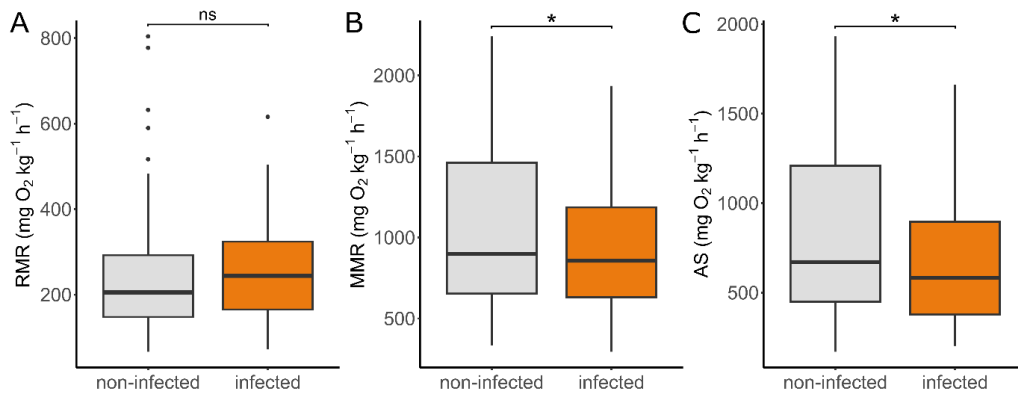 A
ns
800
600
400
200
RMR (mg O₂ kg⁻¹ h⁻¹)
non-infected
infected
B
*
2000
1500
1000
500
MMR (mg O₂ kg⁻¹ h⁻¹)
non-infected
infected
C
*
2000
1500
1000
500
AS (mg O₂ kg⁻¹ h⁻¹)
non-infected
infected